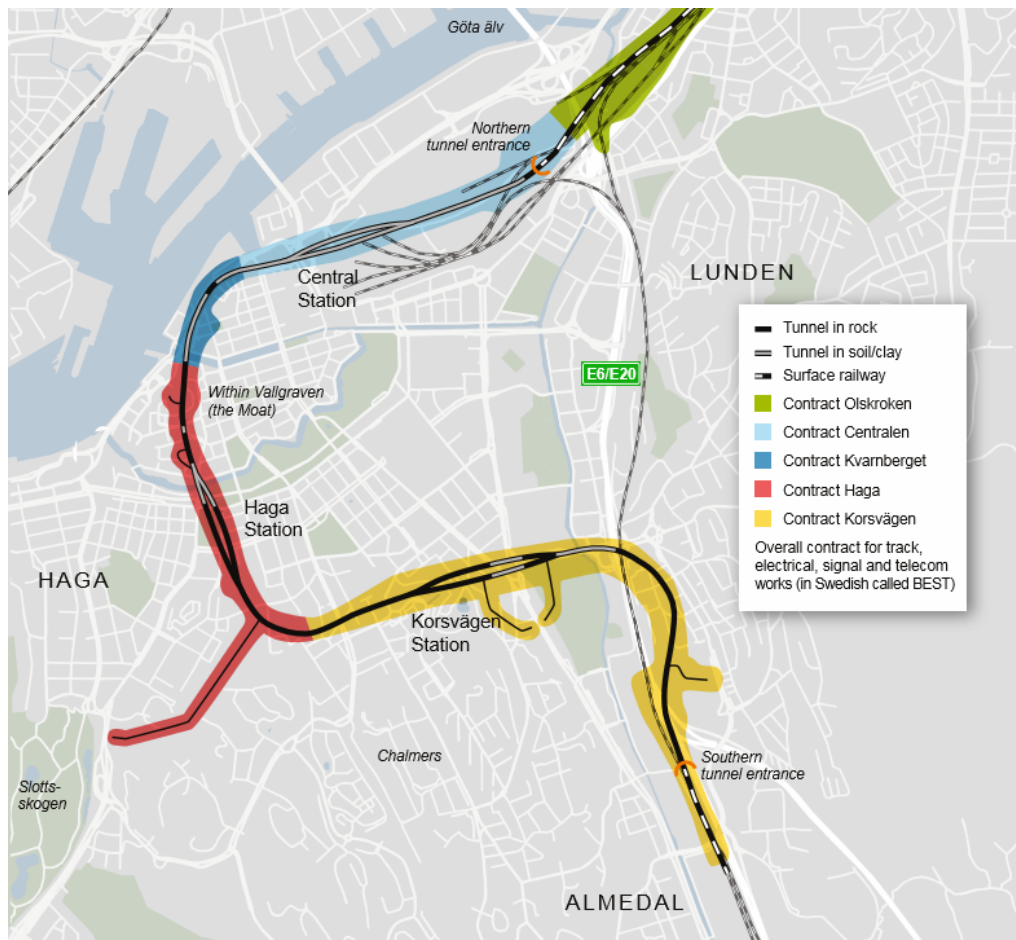 Göta älv
Northern
tunnel entrance
Central
Station
LUNDEN
E6/E20
Within Vallgraven
(the Moat)
Haga
Station
HAGA
Korsvägen
Station
Chalmers
Slotts-
skogen
Southern
tunnel entrance
ALMEDAL
Tunnel in rock
Tunnel in soil/clay
Surface railway
Contract Olskroken
Contract Centralen
Contract Kvarnberget
Contract Haga
Contract Korsvägen
Overall contract for track,
electrical, signal and telecom
works (in Swedish called BEST)